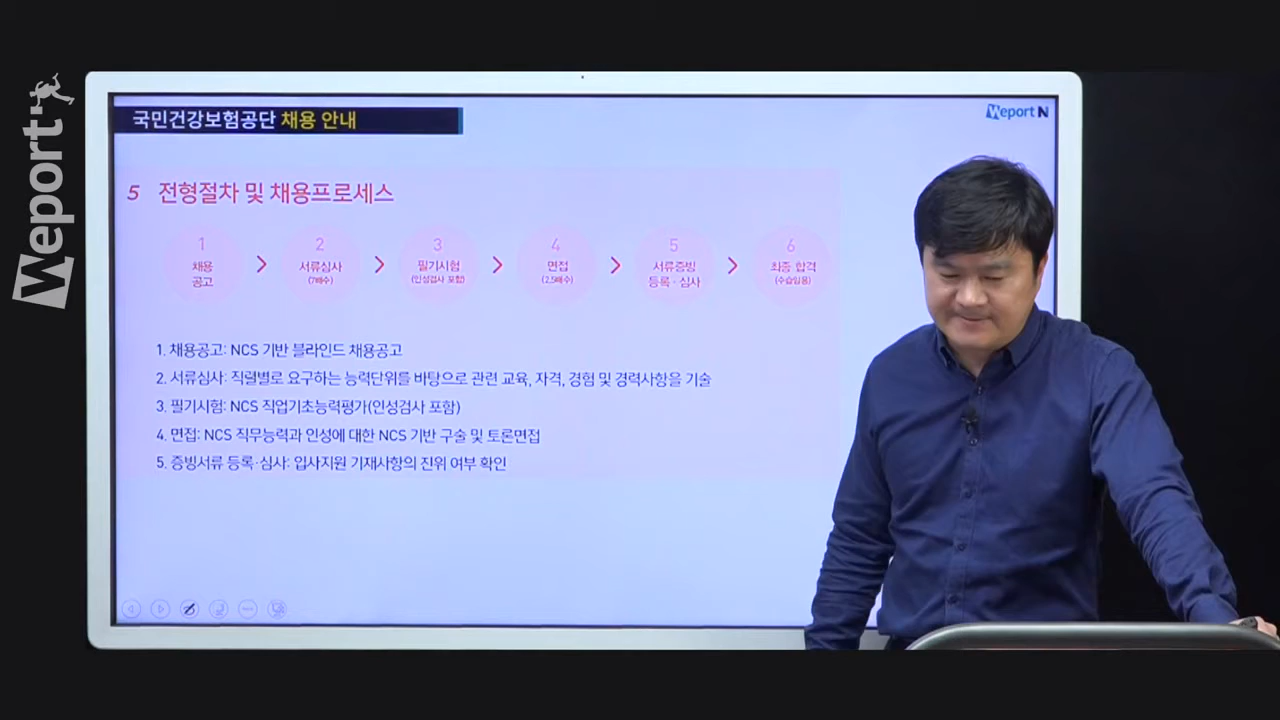 Weport
국민건강보험공단 채용 안내
Weport N
5 전형절차 및 채용프로세스
1
채용
공고
2
서류심사
(7배수)
3
필기시험
(인성검사 포함)
4
면접
(2.5배수)
5
서류증빙
등록·심사
6
최종 합격
(수습임용)
1. 채용공고: NCS 기반 블라인드 채용공고
2. 서류심사: 직렬별로 요구하는 능력단위를 바탕으로 관련 교육, 자격, 경험 및 경력사항을 기술
3. 필기시험: NCS 직업기초능력평가(인성검사 포함)
4. 면접: NCS 직무능력과 인성에 대한 NCS 기반 구술 및 토론면접
5. 증빙서류 등록·심사: 입사지원 기재사항의 진위 여부 확인